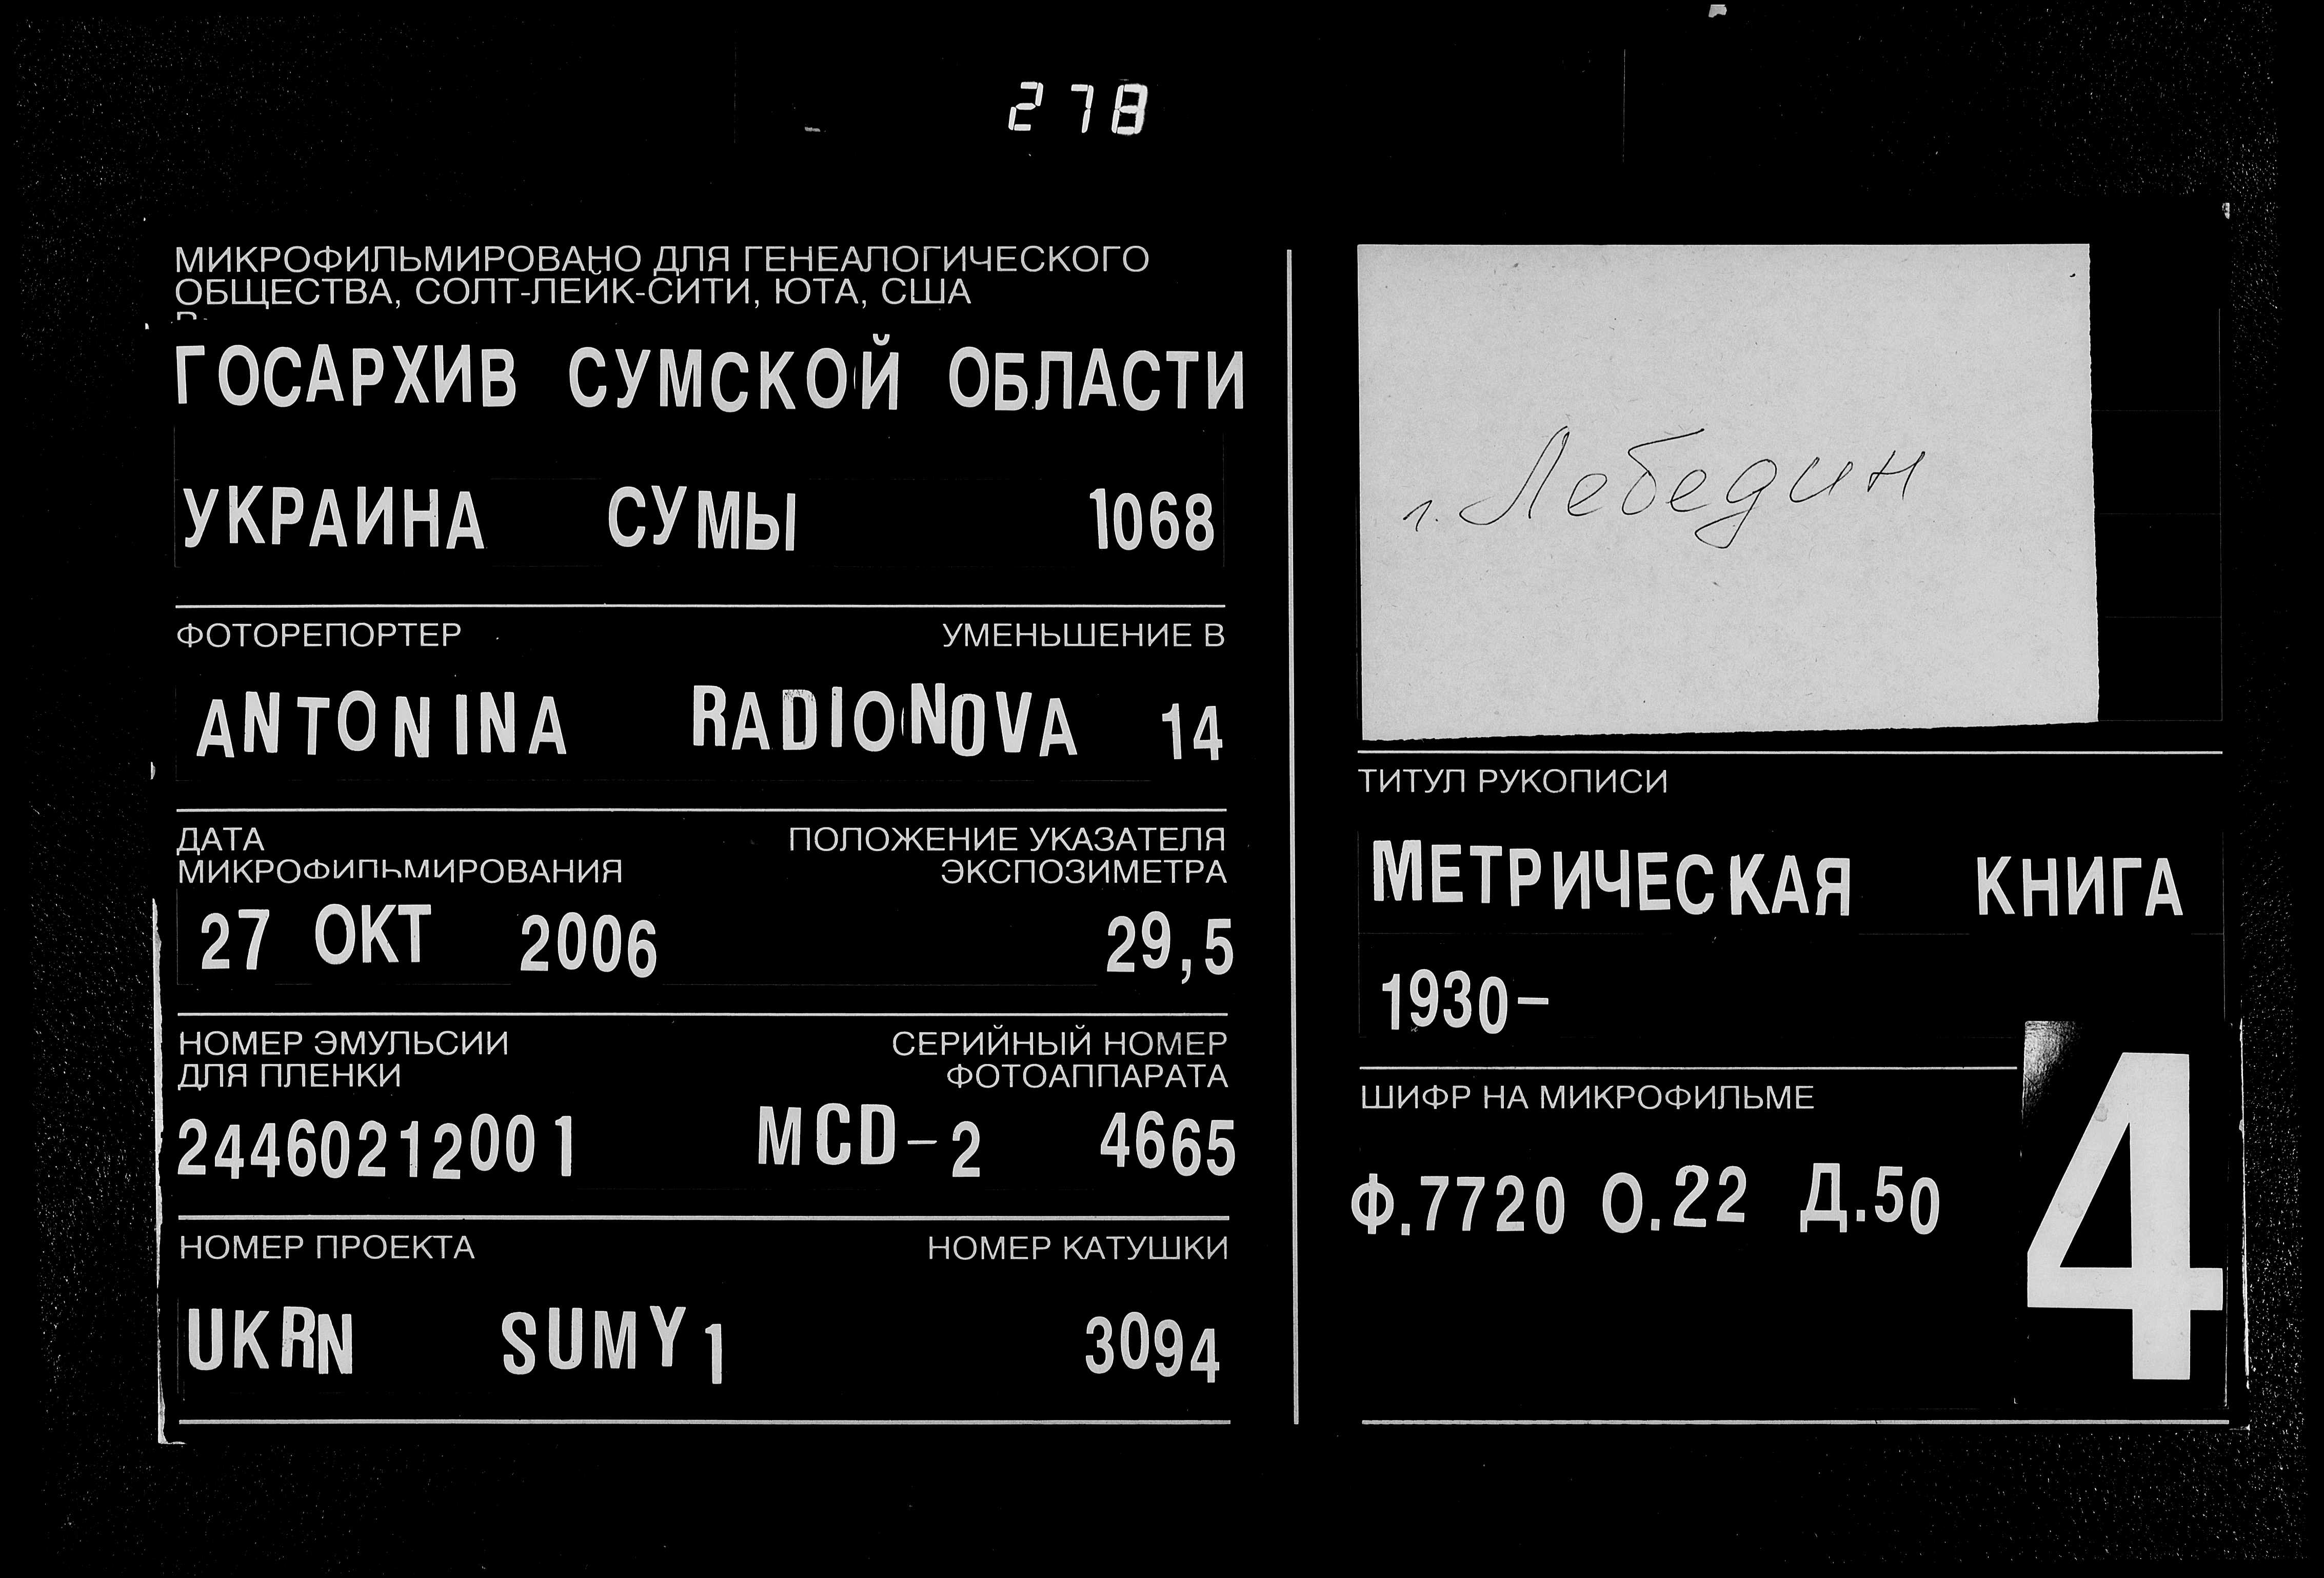 278
МИКРОФИЛЬМИРОВАНО ДЛЯ ГЕНЕАЛОГИЧЕСКОГО
ОБЩЕСТВА, СОЛТ-ЛЕЙК-СИТИ, ЮТА, США
ГОСАРХИВ СУМСКОЙ ОБЛАСТИ
УКРАИНА СУМЫ 1068
ФОТОРЕПОРТЕР УМЕНЬШЕНИЕ В
ANTONINA RADIONOVA 14
ДАТА ПОЛОЖЕНИЕ УКАЗАТЕЛЯ
МИКРОФИЛЬМИРОВАНИЯ ЭКСПОЗИМЕТРА
27 ОКТ 2006 29,5
НОМЕР ЭМУЛЬСИИ СЕРИЙНЫЙ НОМЕР
ДЛЯ ПЛЕНКИ ФОТОАППАРАТА
24460212001 MCD-2 4665
НОМЕР ПРОЕКТА НОМЕР КАТУШКИ
UKRN SUMY1 3094
г. Лебедин
ТИТУЛ РУКОПИСИ
МЕТРИЧЕСКАЯ КНИГА
1930-
ШИФР НА МИКРОФИЛЬМЕ
Ф.7720 О.22 Д.50
4